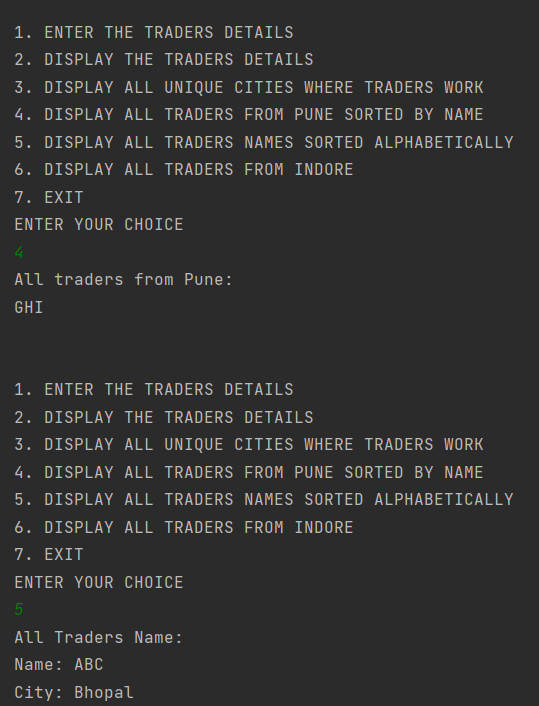 1. ENTER THE TRADERS DETAILS
2. DISPLAY THE TRADERS DETAILS
3. DISPLAY ALL UNIQUE CITIES WHERE TRADERS WORK
4. DISPLAY ALL TRADERS FROM PUNE SORTED BY NAME
5. DISPLAY ALL TRADERS NAMES SORTED ALPHABETICALLY
6. DISPLAY ALL TRADERS FROM INDORE
7. EXIT
ENTER YOUR CHOICE
4
All traders from Pune:
GHI
1. ENTER THE TRADERS DETAILS
2. DISPLAY THE TRADERS DETAILS
3. DISPLAY ALL UNIQUE CITIES WHERE TRADERS WORK
4. DISPLAY ALL TRADERS FROM PUNE SORTED BY NAME
5. DISPLAY ALL TRADERS NAMES SORTED ALPHABETICALLY
6. DISPLAY ALL TRADERS FROM INDORE
7. EXIT
ENTER YOUR CHOICE
5
All Traders Name:
Name: ABC
City: Bhopal